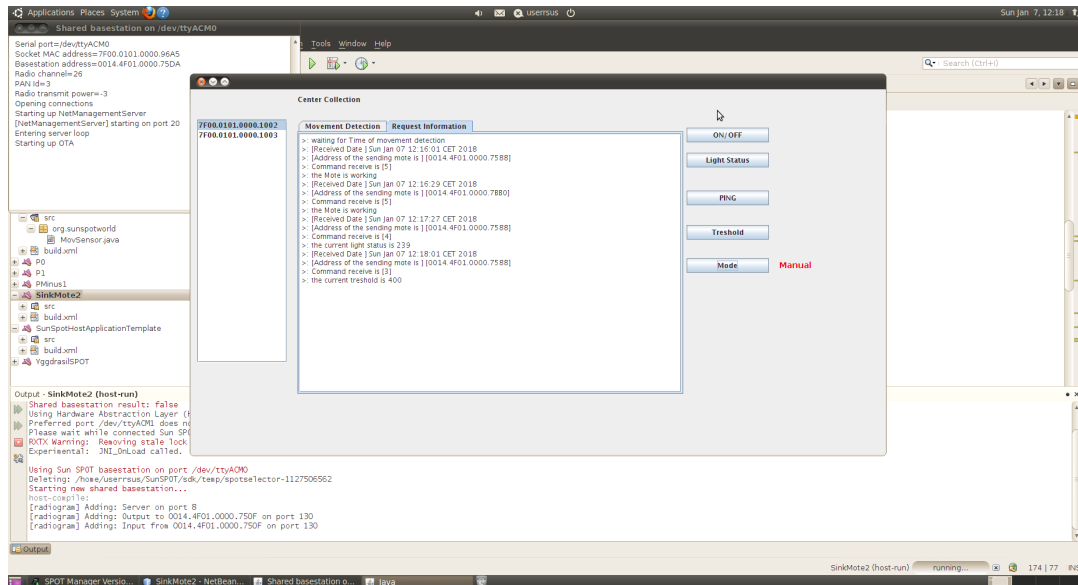 Applications Places System
userrsus
Sun Jan 7, 12:18
Shared basestation on /dev/ttyACM0
Serial port=/dev/ttyACM0
Socket MAC address=7F00.0101.0000.96A5
Basestation address=0014.4F01.0000.75DA
Radio channel=26
PAN Id=3
Radio transmit power=-3
Opening connections
Starting up NetManagementServer
[NetManagementServer] starting on port 20
Entering server loop
Starting up OTA
Tools Window Help
Search (Ctrl+I)
Center Collection
7F00.0101.0000.1002
7F00.0101.0000.1003
Movement Detection Request Information
>: waiting for Time of movement detection
>: [Received Date ] Sun Jan 07 12:16:01 CET 2018
>: [Address of the sending mote is ] [0014.4F01.0000.7588]
>: Command receive is [5]
>: the Mote is working
>: [Received Date ] Sun Jan 07 12:16:29 CET 2018
>: [Address of the sending mote is ] [0014.4F01.0000.7BB0]
>: Command receive is [5]
>: the Mote is working
>: [Received Date ] Sun Jan 07 12:17:27 CET 2018
>: [Address of the sending mote is ] [0014.4F01.0000.7588]
>: Command receive is [4]
>: the current light status is 239
>: [Received Date ] Sun Jan 07 12:18:01 CET 2018
>: [Address of the sending mote is ] [0014.4F01.0000.7588]
>: Command receive is [3]
>: the current treshold is 400
ON/OFF
Light Status
PING
Treshold
Mode Manual
src
org.sunspotworld
MovSensor.java
build.xml
P0
P1
PMinus1
SinkMote2
src
build.xml
SunSpotHostApplicationTemplate
src
build.xml
YggdrasilSPOT
Output - SinkMote2 (host-run)
Shared basestation result: false
Using Hardware Abstraction Layer
Preferred port /dev/ttyACM1 does
Please wait while connected Sun
RXTX Warning: Removing stale lock
Experimental: JNI_OnLoad called.
Using Sun SPOT basestation on port /dev/ttyACM0
Deleting: /home/userrsus/SunSPOT/sdk/temp/spotselector-1127506562
Starting new shared basestation...
host-compile:
[radiogram] Adding: Server on port 8
[radiogram] Adding: Output to 0014.4F01.0000.750F on port 130
[radiogram] Adding: Input from 0014.4F01.0000.750F on port 130
Output
SinkMote2 (host-run) running... 174 | 77 INS
SPOT Manager Versio... SinkMote2 - NetBean... Shared basestation o... Java